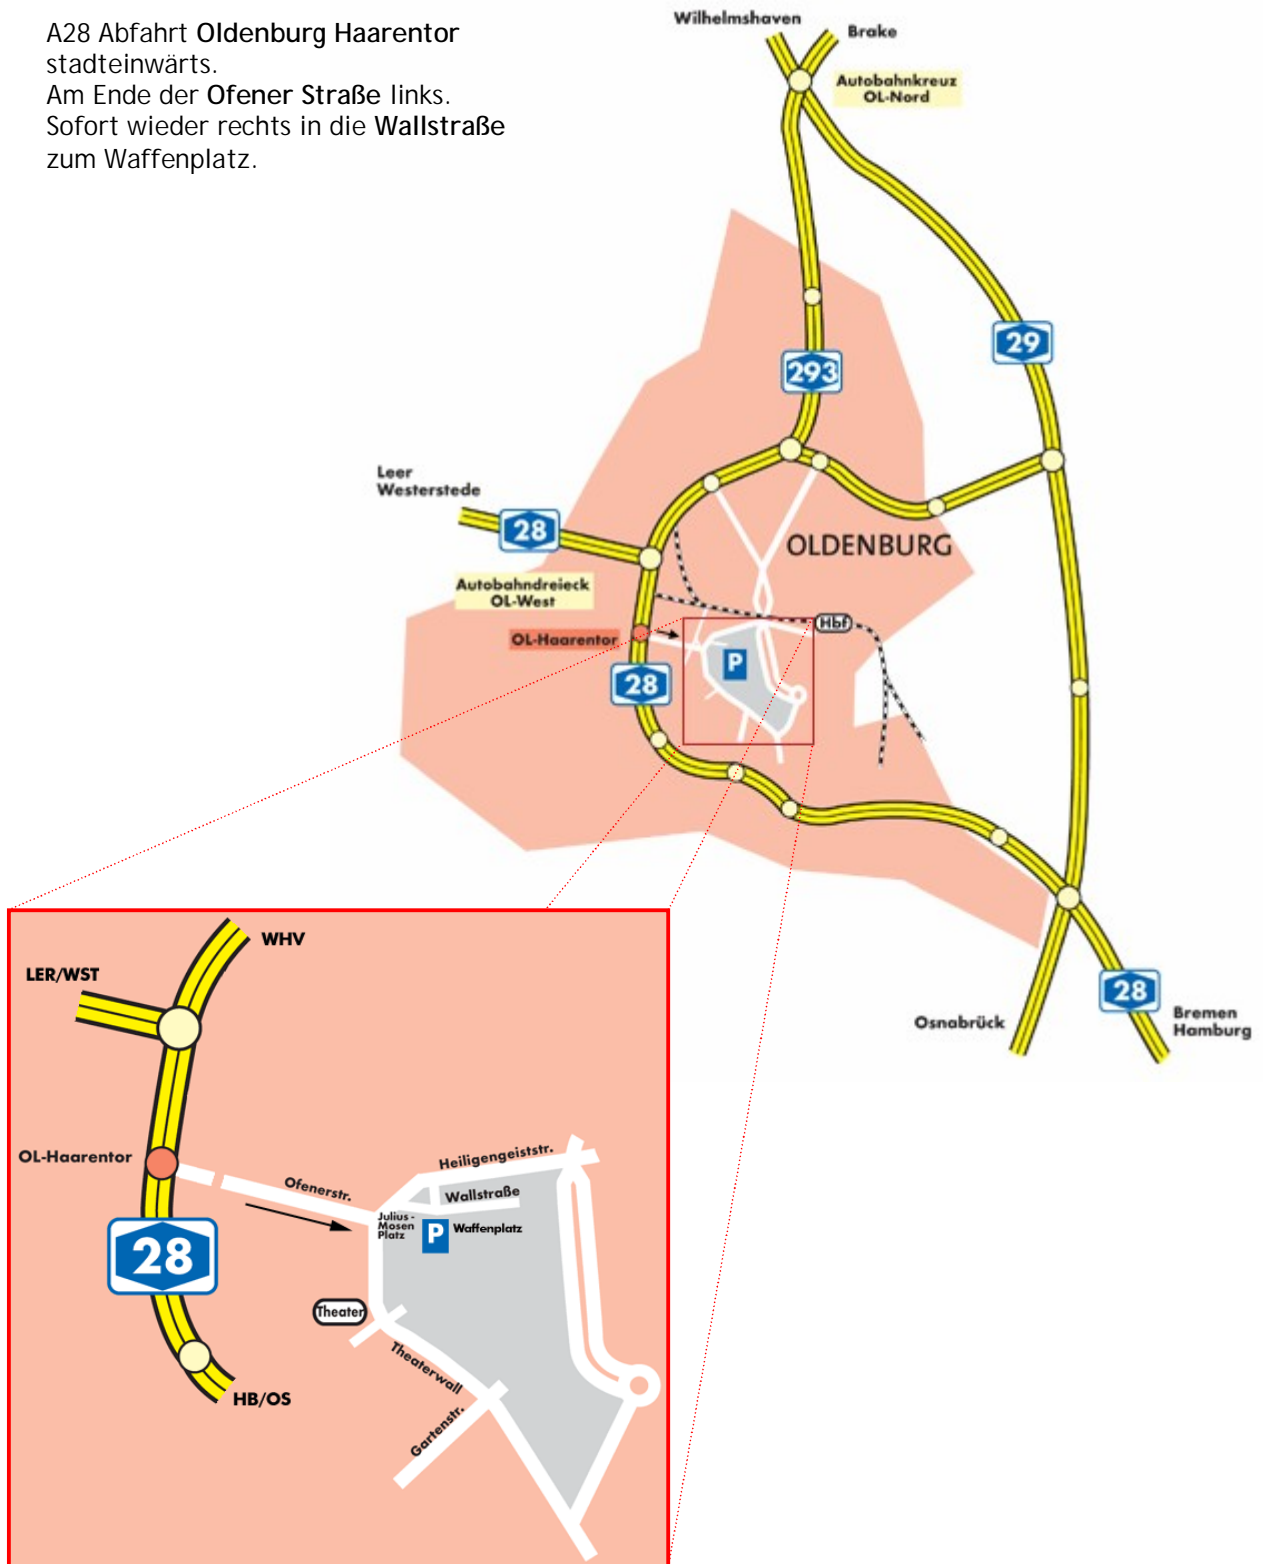 A28 Abfahrt Oldenburg Haarentor
stadteinwärts.
Am Ende der Ofener Straße links.
Sofort wieder rechts in die Wallstraße
zum Waffenplatz.
Wilhelmshaven
Brake
Autobahnkreuz
OL-Nord
29
293
Leer
Westerstede
28
OLDENBURG
Autobahndreieck
OL-West
Hbf
OL-Haarentor
P
28
28
Osnabrück
Bremen
Hamburg
WHV
LER/WST
OL-Haarentor
Heiligengeiststr.
Ofenerstr.
Wallstraße
Julius-
Mosen
Platz
P
Waffenplatz
28
Theater
Theaterwall
HB/OS
Gartenstr.